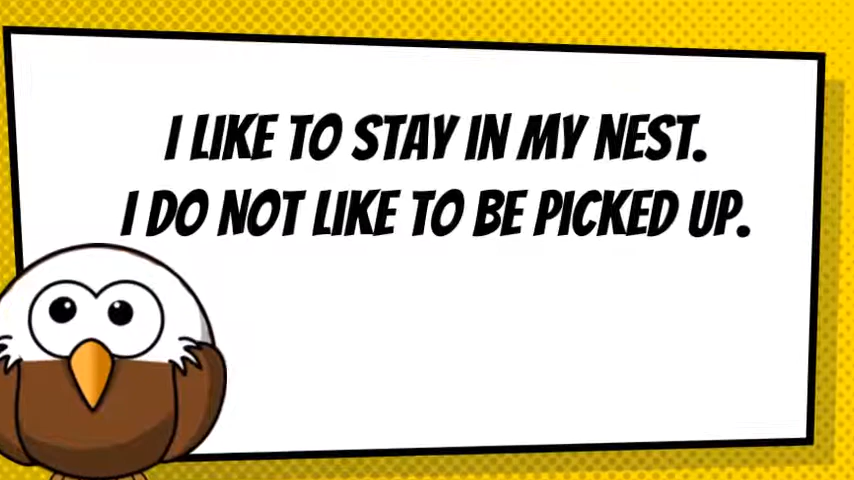 I LIKE TO STAY IN MY NEST.
I DO NOT LIKE TO BE PICKED UP.